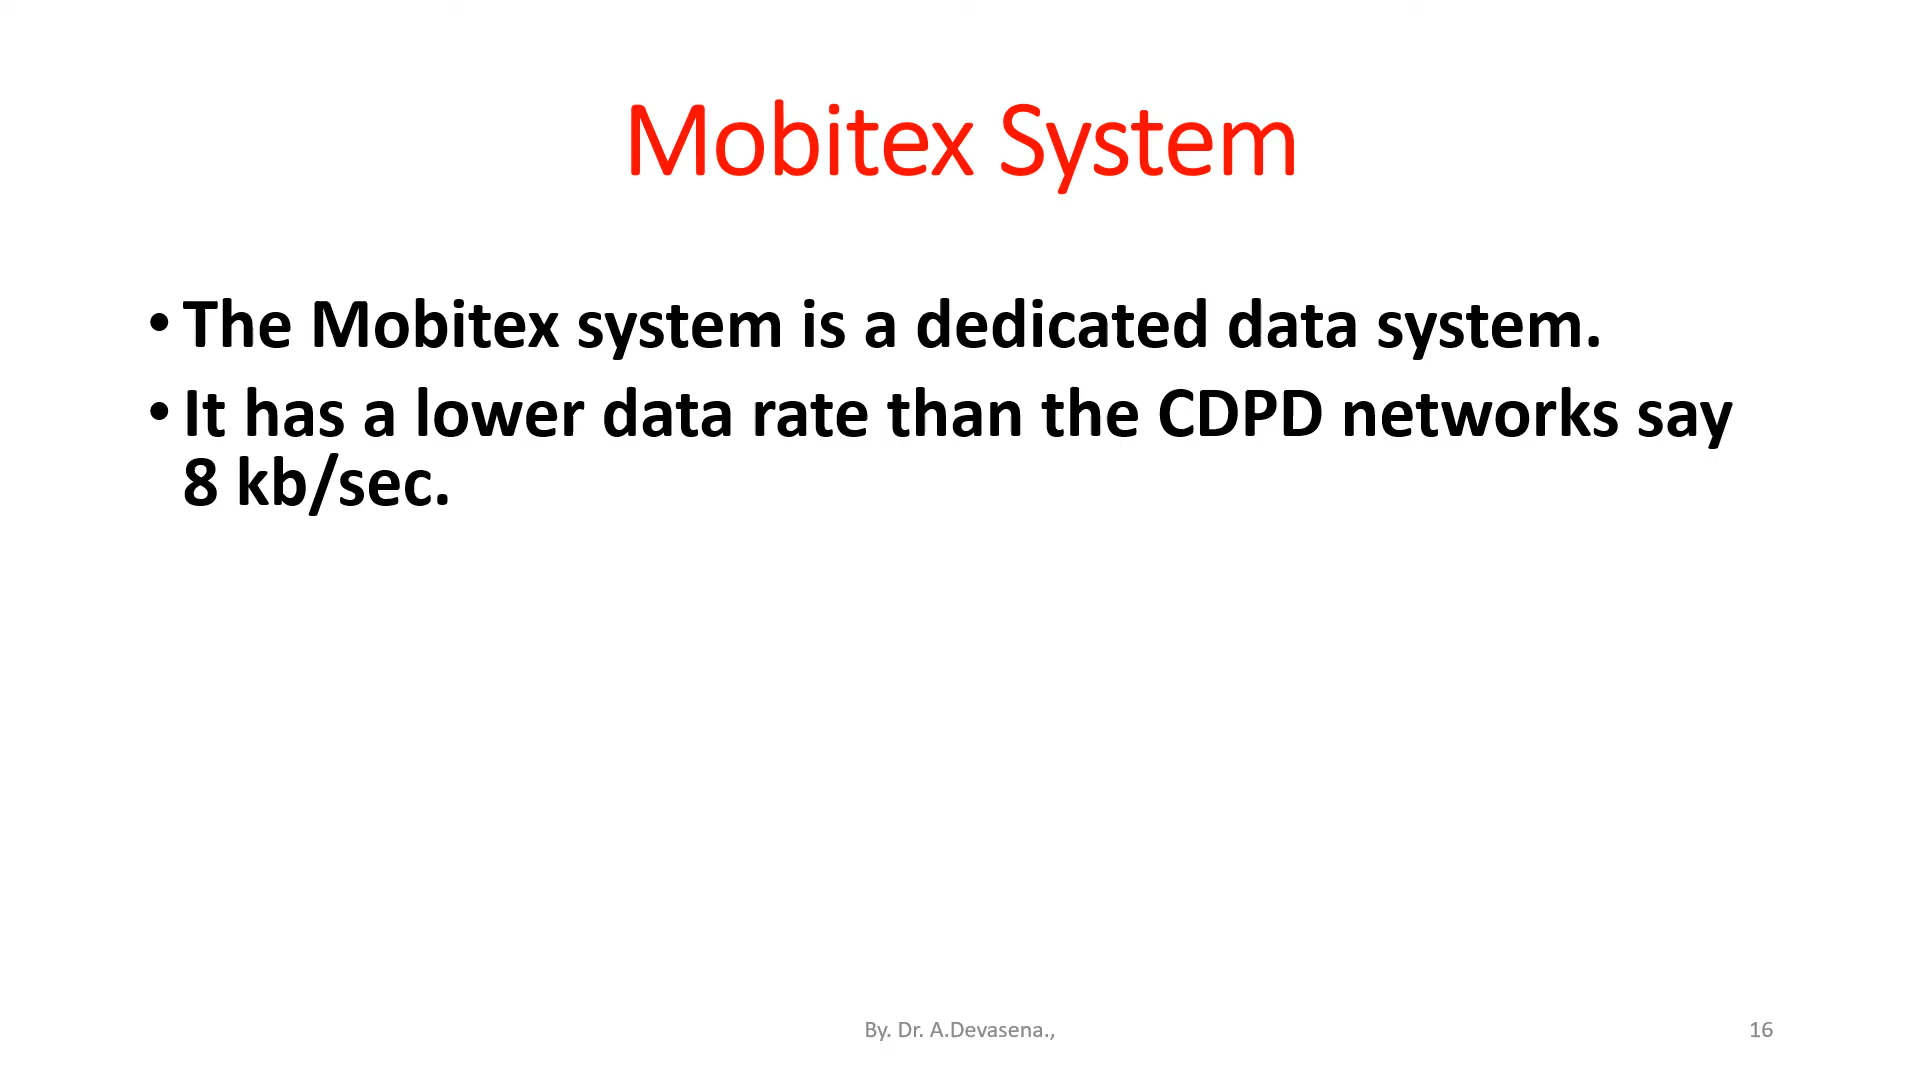 Mobitex System
• The Mobitex system is a dedicated data system.
• It has a lower data rate than the CDPD networks say
8 kb/sec.
By. Dr. A.Devasena.,
16